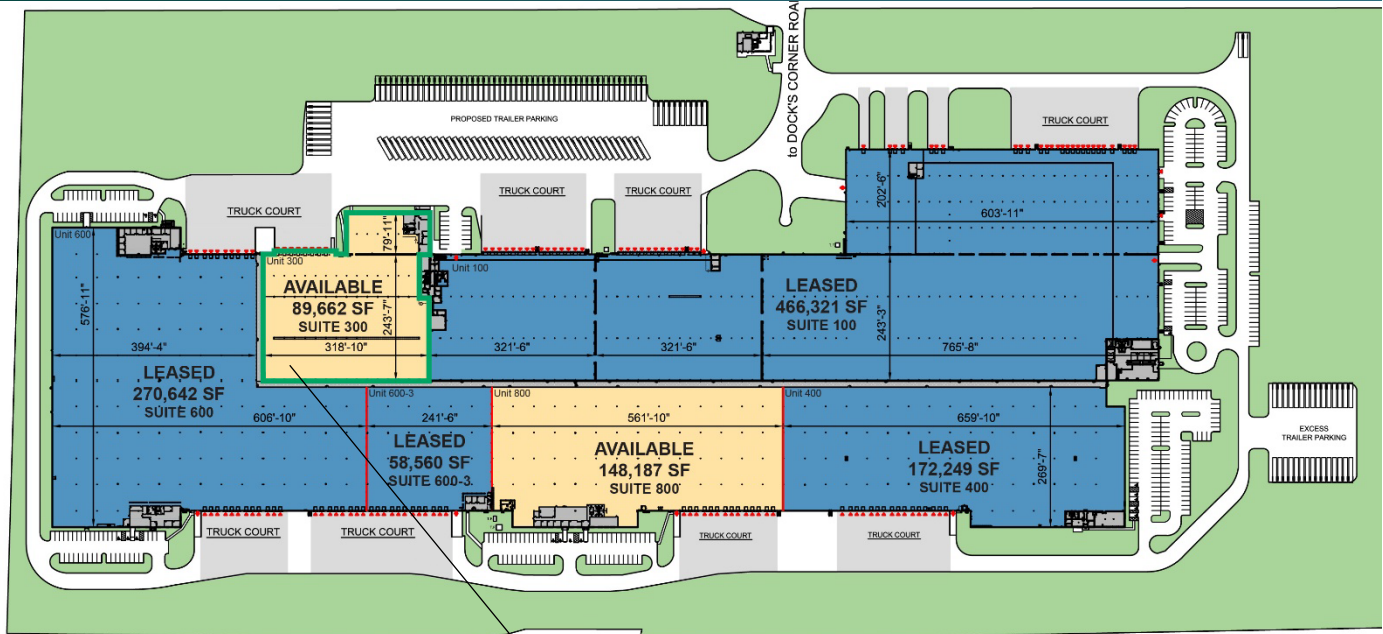 to DOCK'S CORNER ROAD
PROPOSED TRAILER PARKING
TRUCK COURT
TRUCK COURT
TRUCK COURT
TRUCK COURT
202'-6"
603'-11"
79'-11"
Unit 600
Unit 300
Unit 100
AVAILABLE
89,662 SF
SUITE 300
243'-7"
318'-10"
LEASED
466,321 SF
SUITE 100
243'-3"
576'-11"
394'-4"
321'-6"
321'-6"
766'-8"
LEASED
270,642 SF
SUITE 600
606'-10"
Unit 600-3
241'-6"
LEASED
58,560 SF
SUITE 600-3
Unit 800
561'-10"
AVAILABLE
148,187 SF
SUITE 800
Unit 400
659'-10"
LEASED
172,249 SF
SUITE 400
269'-7"
EXCESS
TRAILER PARKING
TRUCK COURT
TRUCK COURT
TRUCK COURT
TRUCK COURT